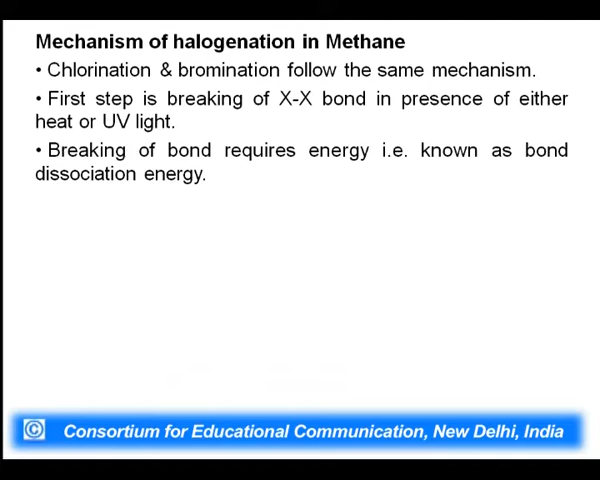 Mechanism of halogenation in Methane
• Chlorination & bromination follow the same mechanism.
• First step is breaking of X-X bond in presence of either
heat or UV light.
• Breaking of bond requires energy i.e. known as bond
dissociation energy.
© Consortium for Educational Communication, New Delhi, India